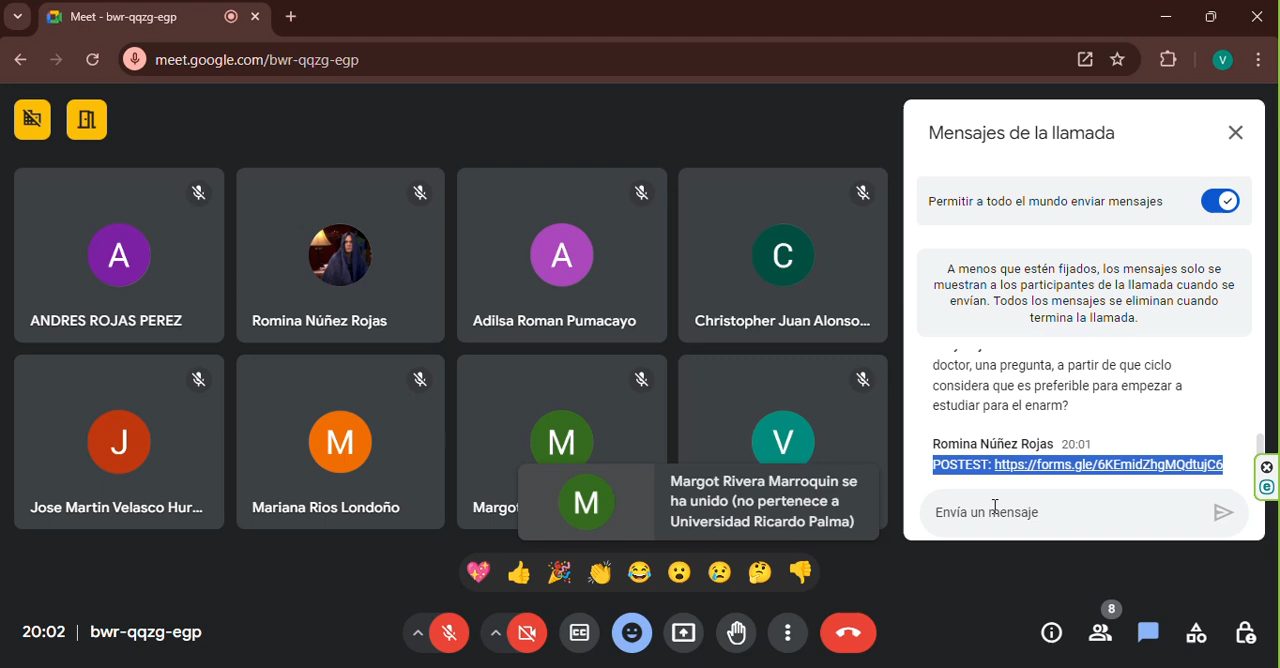 Meet - bwr-qqzg-egp
meet.google.com/bwr-qqzg-egp
V
Mensajes de la llamada
Permitir a todo el mundo enviar mensajes
A menos que estén fijados, los mensajes solo se
muestran a los participantes de la llamada cuando se
envían. Todos los mensajes se eliminan cuando
termina la llamada.
doctor, una pregunta, a partir de que ciclo
considera que es preferible para empezar a
estudiar para el enarm?
Romina Núñez Rojas 20:01
POSTEST: https://forms.gle/6KEmidZhgMQdtujC6
Envía un mensaje
A
ANDRES ROJAS PEREZ
Romina Núñez Rojas
A
Adilsa Roman Pumacayo
C
Christopher Juan Alonso...
J
Jose Martin Velasco Hur...
M
Mariana Rios Londoño
M
Margot
V
M
Margot Rivera Marroquin se
ha unido (no pertenece a
Universidad Ricardo Palma)
20:02 | bwr-qqzg-egp
CC
8